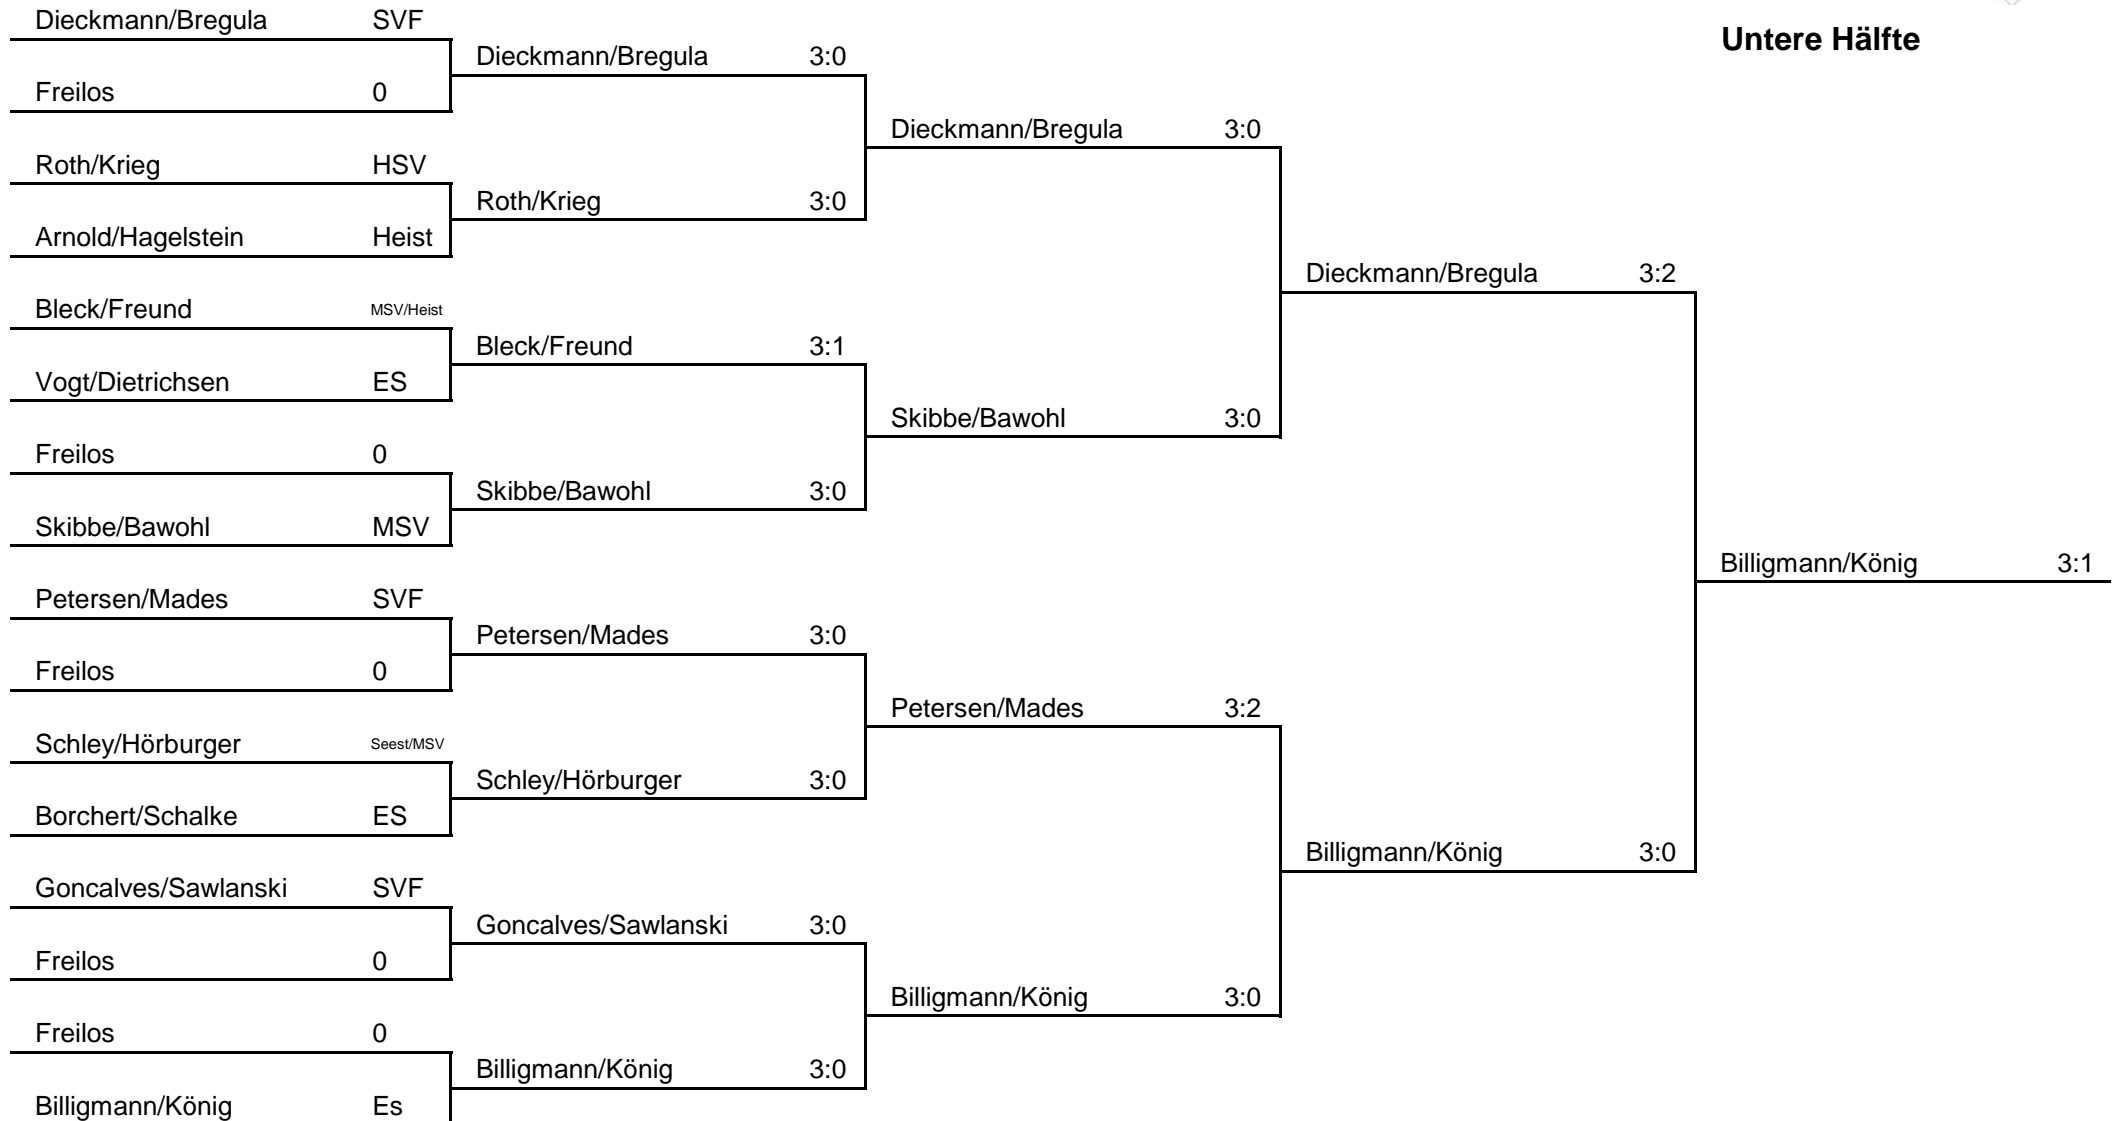 Dieckmann/Bregula SVF
Untere Hälfte
Dieckmann/Bregula 3:0
Freilos 0
Dieckmann/Bregula 3:0
Roth/Krieg HSV
Roth/Krieg 3:0
Arnold/Hagelstein Heist
Dieckmann/Bregula 3:2
Bleck/Freund MSV/Heist
Bleck/Freund 3:1
Vogt/Dietrichsen ES
Skibbe/Bawohl 3:0
Freilos 0
Skibbe/Bawohl 3:0
Skibbe/Bawohl MSV
Billigmann/König 3:1
Petersen/Mades SVF
Petersen/Mades 3:0
Freilos 0
Petersen/Mades 3:2
Schley/Hörburger Seest/MSV
Schley/Hörburger 3:0
Borchert/Schalke ES
Billigmann/König 3:0
Goncalves/Sawlanski SVF
Goncalves/Sawlanski 3:0
Freilos 0
Billigmann/König 3:0
Freilos 0
Billigmann/König 3:0
Billigmann/König Es